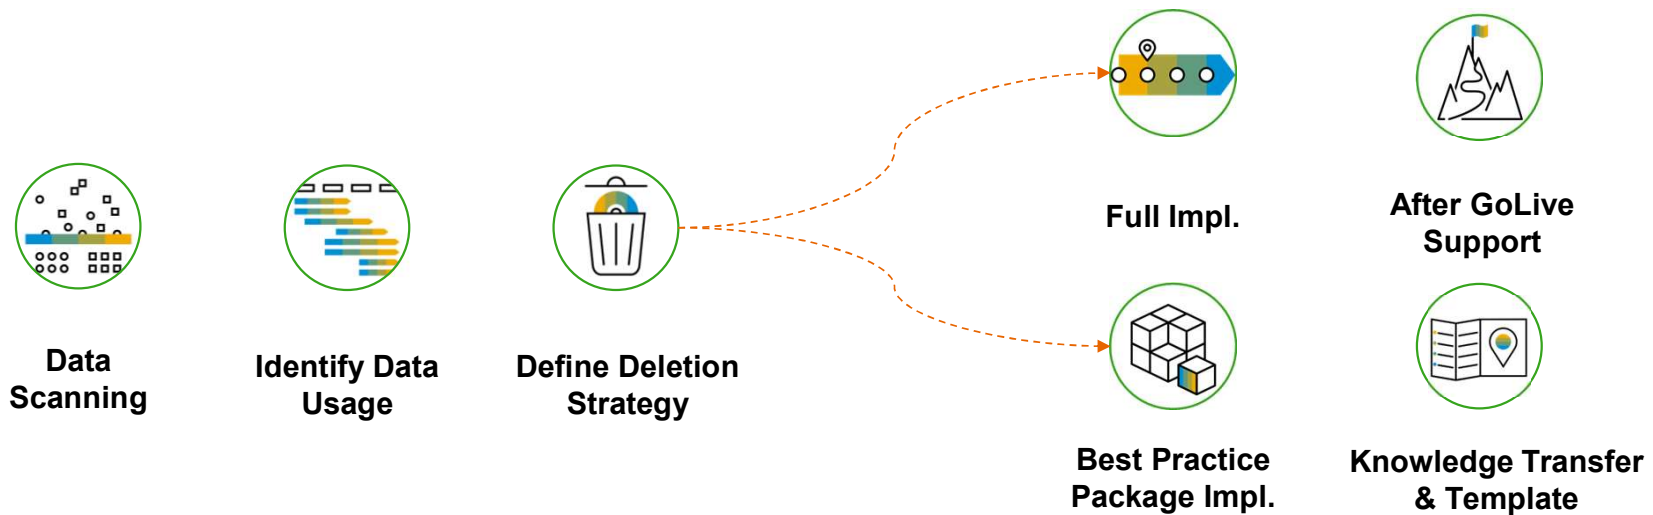 Data
Scanning
Identify Data
Usage
Define Deletion
Strategy
Full Impl.
After GoLive
Support
Best Practice
Package Impl.
Knowledge Transfer
& Template